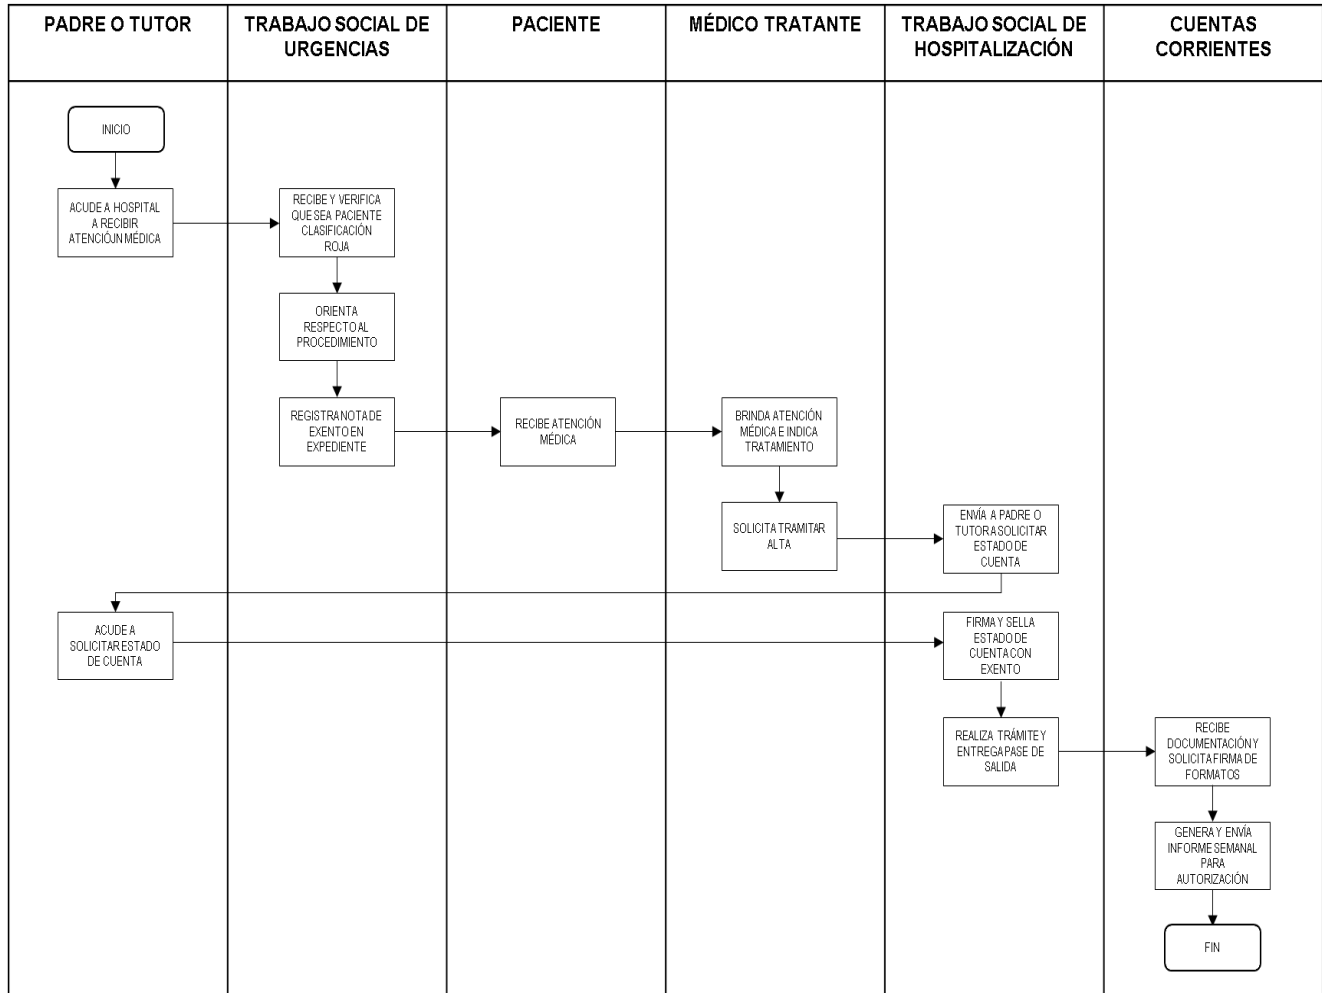 PADRE O TUTOR
TRABAJO SOCIAL DE
URGENCIAS
PACIENTE
MÉDICO TRATANTE
TRABAJO SOCIAL DE
HOSPITALIZACIÓN
CUENTAS
CORRIENTES
INICIO
ACUDE A HOSPITAL
A RECIBIR
ATENCIÓJN MÉDICA
RECIBE Y VERIFICA
QUE SEA PACIENTE
CLASIFICACIÓN
ROJA
ORIENTA
RESPECTO AL
PROCEDIMIENTO
REGISTRA NOTA DE
EXENTO EN
EXPEDIENTE
RECIBE ATENCIÓN
MÉDICA
BRINDA ATENCIÓN
MÉDICA E INDICA
TRATAMIENTO
SOLICITA TRAMITAR
ALTA
ENVÍA A PADRE O
TUTOR A SOLICITAR
ESTADO DE
CUENTA
ACUDE A
SOLICITAR ESTADO
DE CUENTA
FIRMA Y SELLA
ESTADO DE
CUENTA CON
EXENTO
REALIZA TRÁMITE Y
ENTREGA PASE DE
SALIDA
RECIBE
DOCUMENTACIÓN Y
SOLICITA FIRMA DE
FORMATOS
GENERA Y ENVÍA
INFORME SEMANAL
PARA
AUTORIZACIÓN
FIN